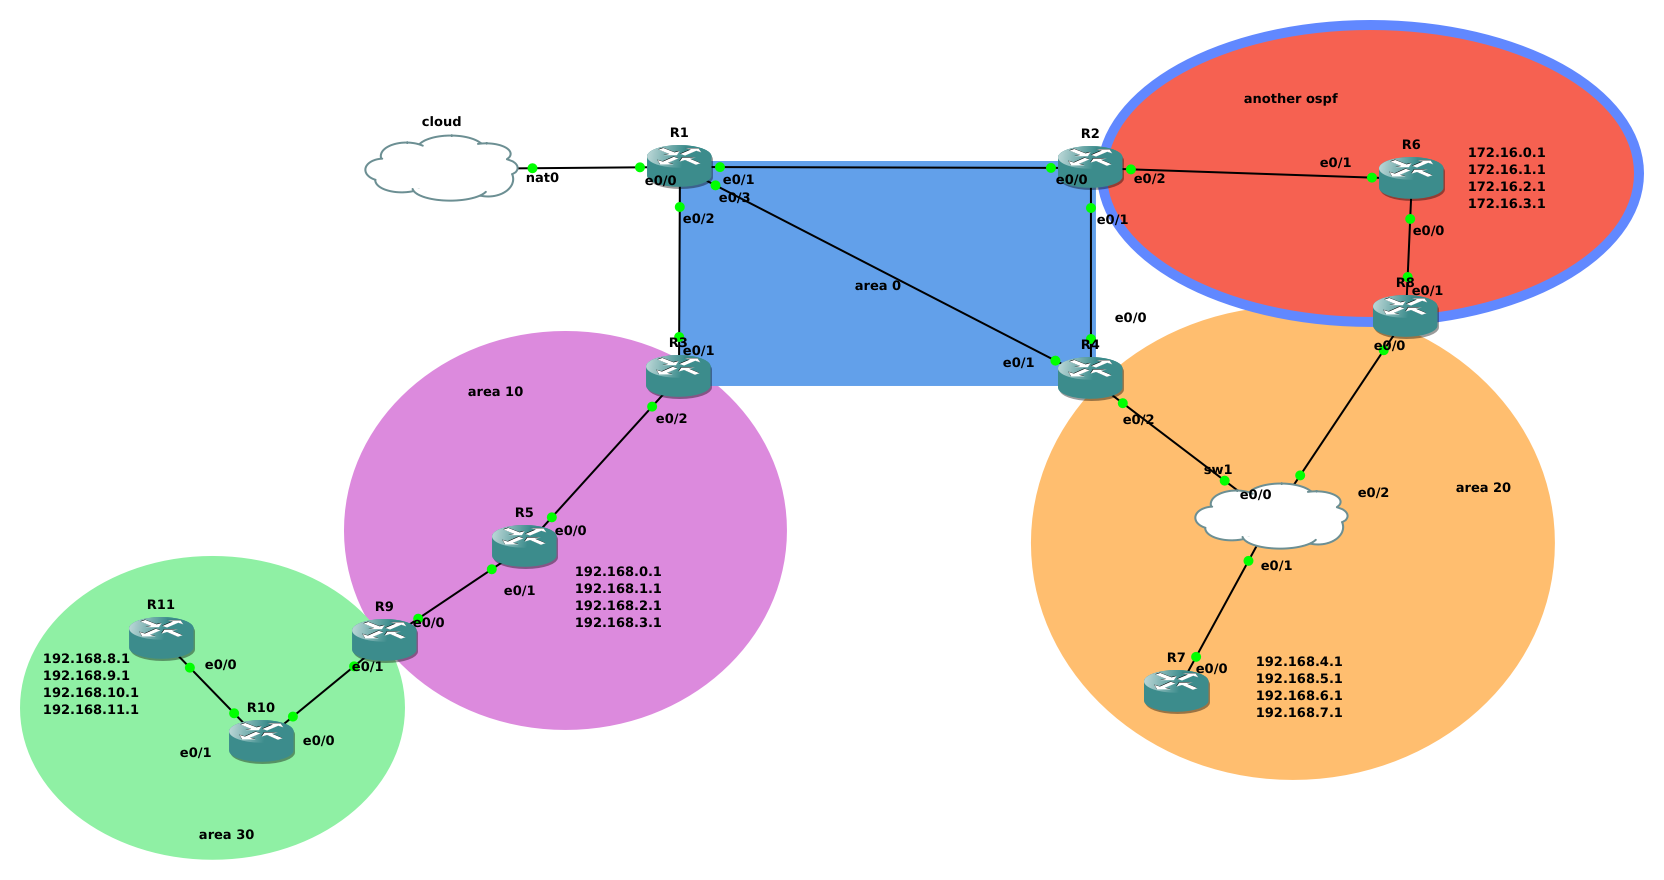 cloud
nat0
R1
e0/0
e0/1
e0/3
e0/2
R2
e0/0
e0/2
e0/1
another ospf
R6
e0/1
e0/0
172.16.0.1
172.16.1.1
172.16.2.1
172.16.3.1
area 0
R8
e0/1
e0/0
R3
e0/1
e0/2
e0/0
R4
e0/1
e0/2
area 10
sw1
e0/0
e0/2
e0/1
area 20
R5
e0/0
e0/1
192.168.0.1
192.168.1.1
192.168.2.1
192.168.3.1
R9
e0/0
e0/1
R11
e0/0
192.168.8.1
192.168.9.1
192.168.10.1
192.168.11.1
R10
e0/0
e0/1
R7
e0/0
192.168.4.1
192.168.5.1
192.168.6.1
192.168.7.1
area 30